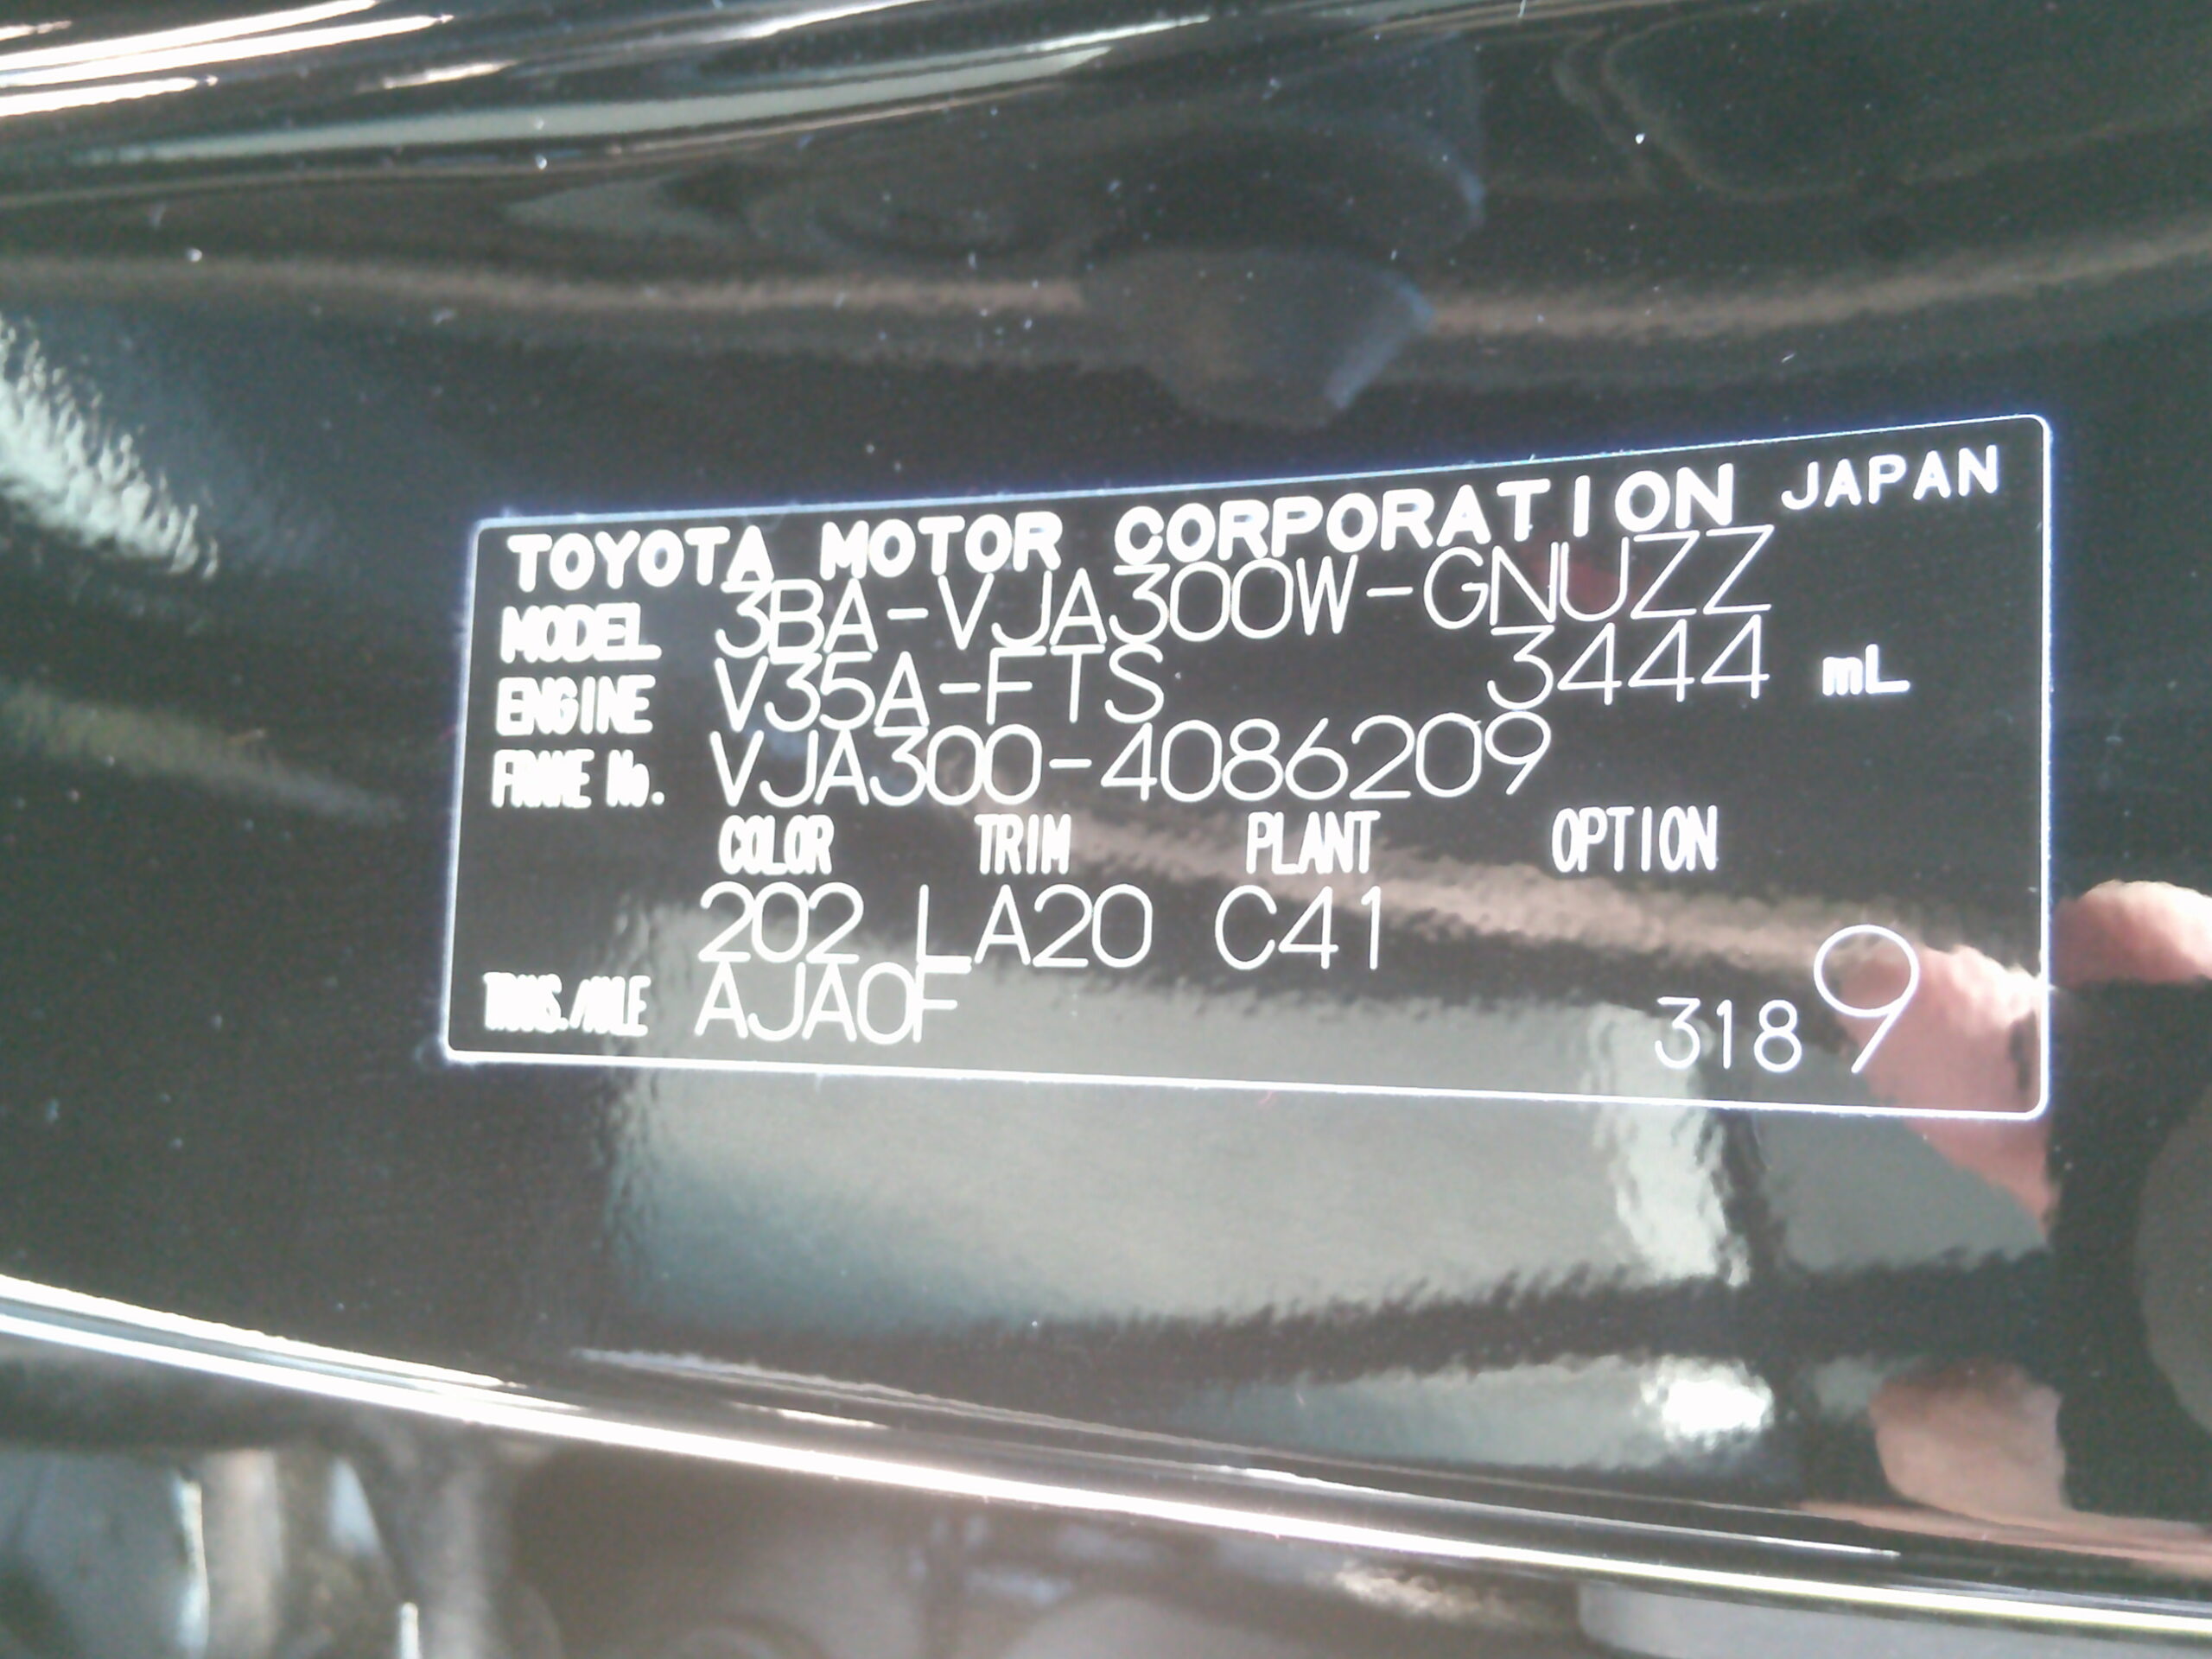 TOYOTA MOTOR CORPORATION JAPAN
MODEL 3BA-VJA300W-GNUZZ
ENGINE V35A-FTS 3444 mL
FRAME No. VJA300-4086209
COLOR TRIM PLANT OPTION
202 LA20 C41
TRANS./AXLE AJA0F 3189